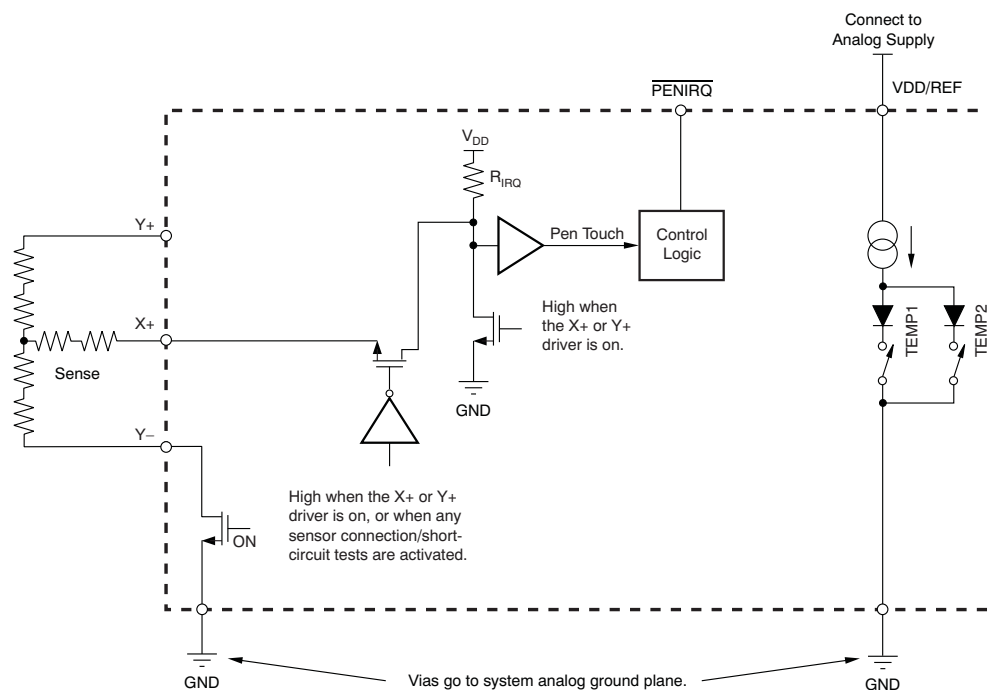 Connect to
Analog Supply
PENIRQ
VDD/REF
VDD
RIRQ
Y+
Pen Touch
Control
Logic
High when
the X+ or Y+
driver is on.
TEMP1
TEMP2
X+
Sense
GND
Y−
High when the X+ or Y+
driver is on, or when any
sensor connection/short-
circuit tests are activated.
ON
GND
Vias go to system analog ground plane.
GND